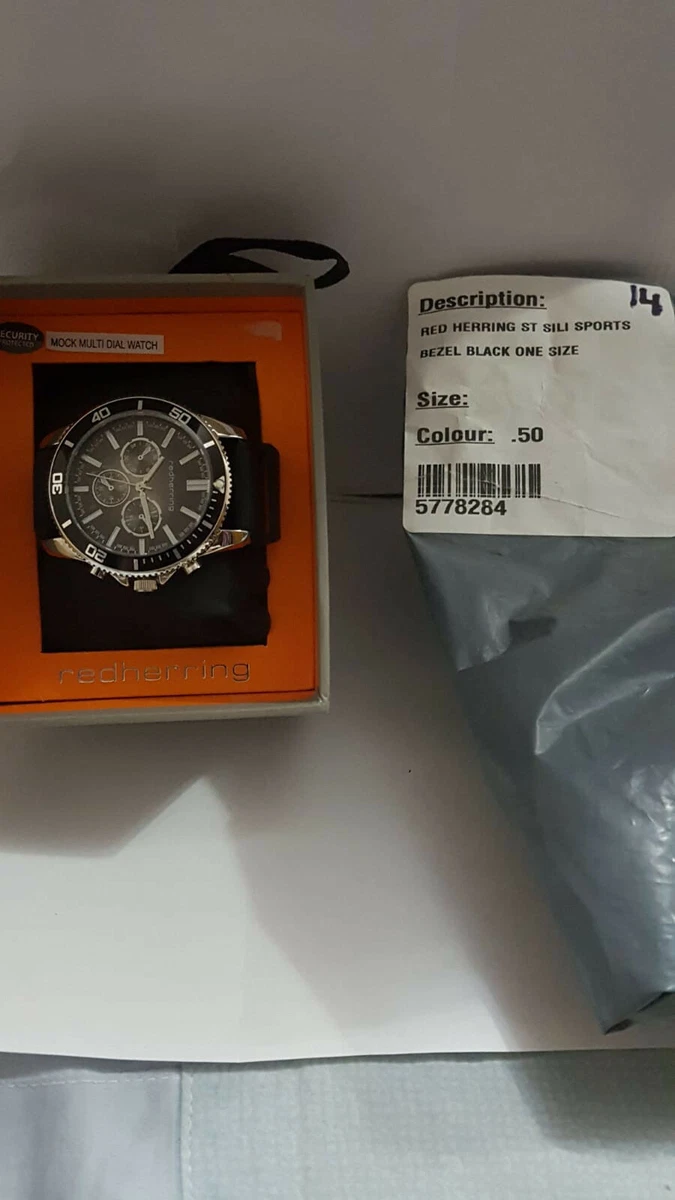 SECURITY
PROTECTED
MOCK MULTI DIAL WATCH
40
50
30
20
redherring
redherring
14
Description:
RED HERRING ST SILI SPORTS
BEZEL BLACK ONE SIZE
Size:
Colour: .50
5778284